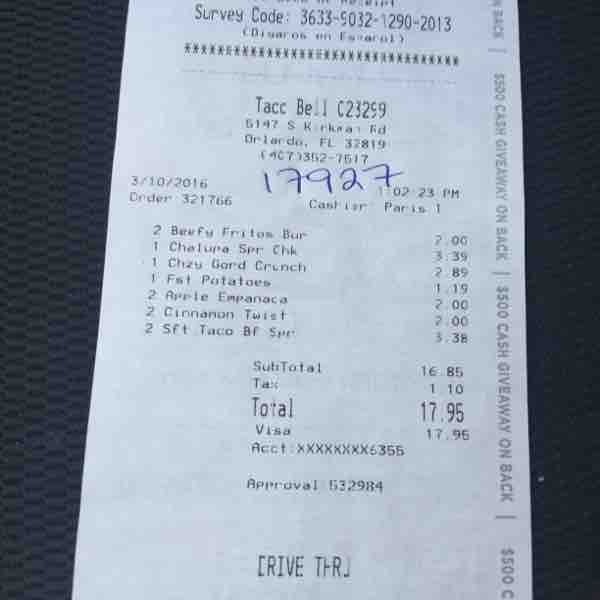 Survey Code: 3633-9032-1290-2013
(Digaros en Espanol)
****************************************
Taco Bell C23299
5147 S Kirkman Rd
Orlando, FL 32819
(407)352-7517
17927
3/10/2016 1:02:23 PM
Order 321766 Cashier: Paris 1
2 Beefy Fritos Bur 2.00
1 Chalupa Spr Chk 3.39
1 Chzy Gord Crunch 2.89
1 Fst Potatoes 1.19
2 Apple Empanada 2.00
2 Cinnamon Twist 2.00
2 Sft Taco Bf Spr 3.38
SubTotal 16.85
Tax 1.10
Total 17.95
Visa 17.95
Acct:XXXXXXXX6355
Approval:532984
DRIVE THRU
N BACK | $500 CASH GIVEAWAY ON BACK | $500 CASH GIVEAWAY ON BACK | $500 C